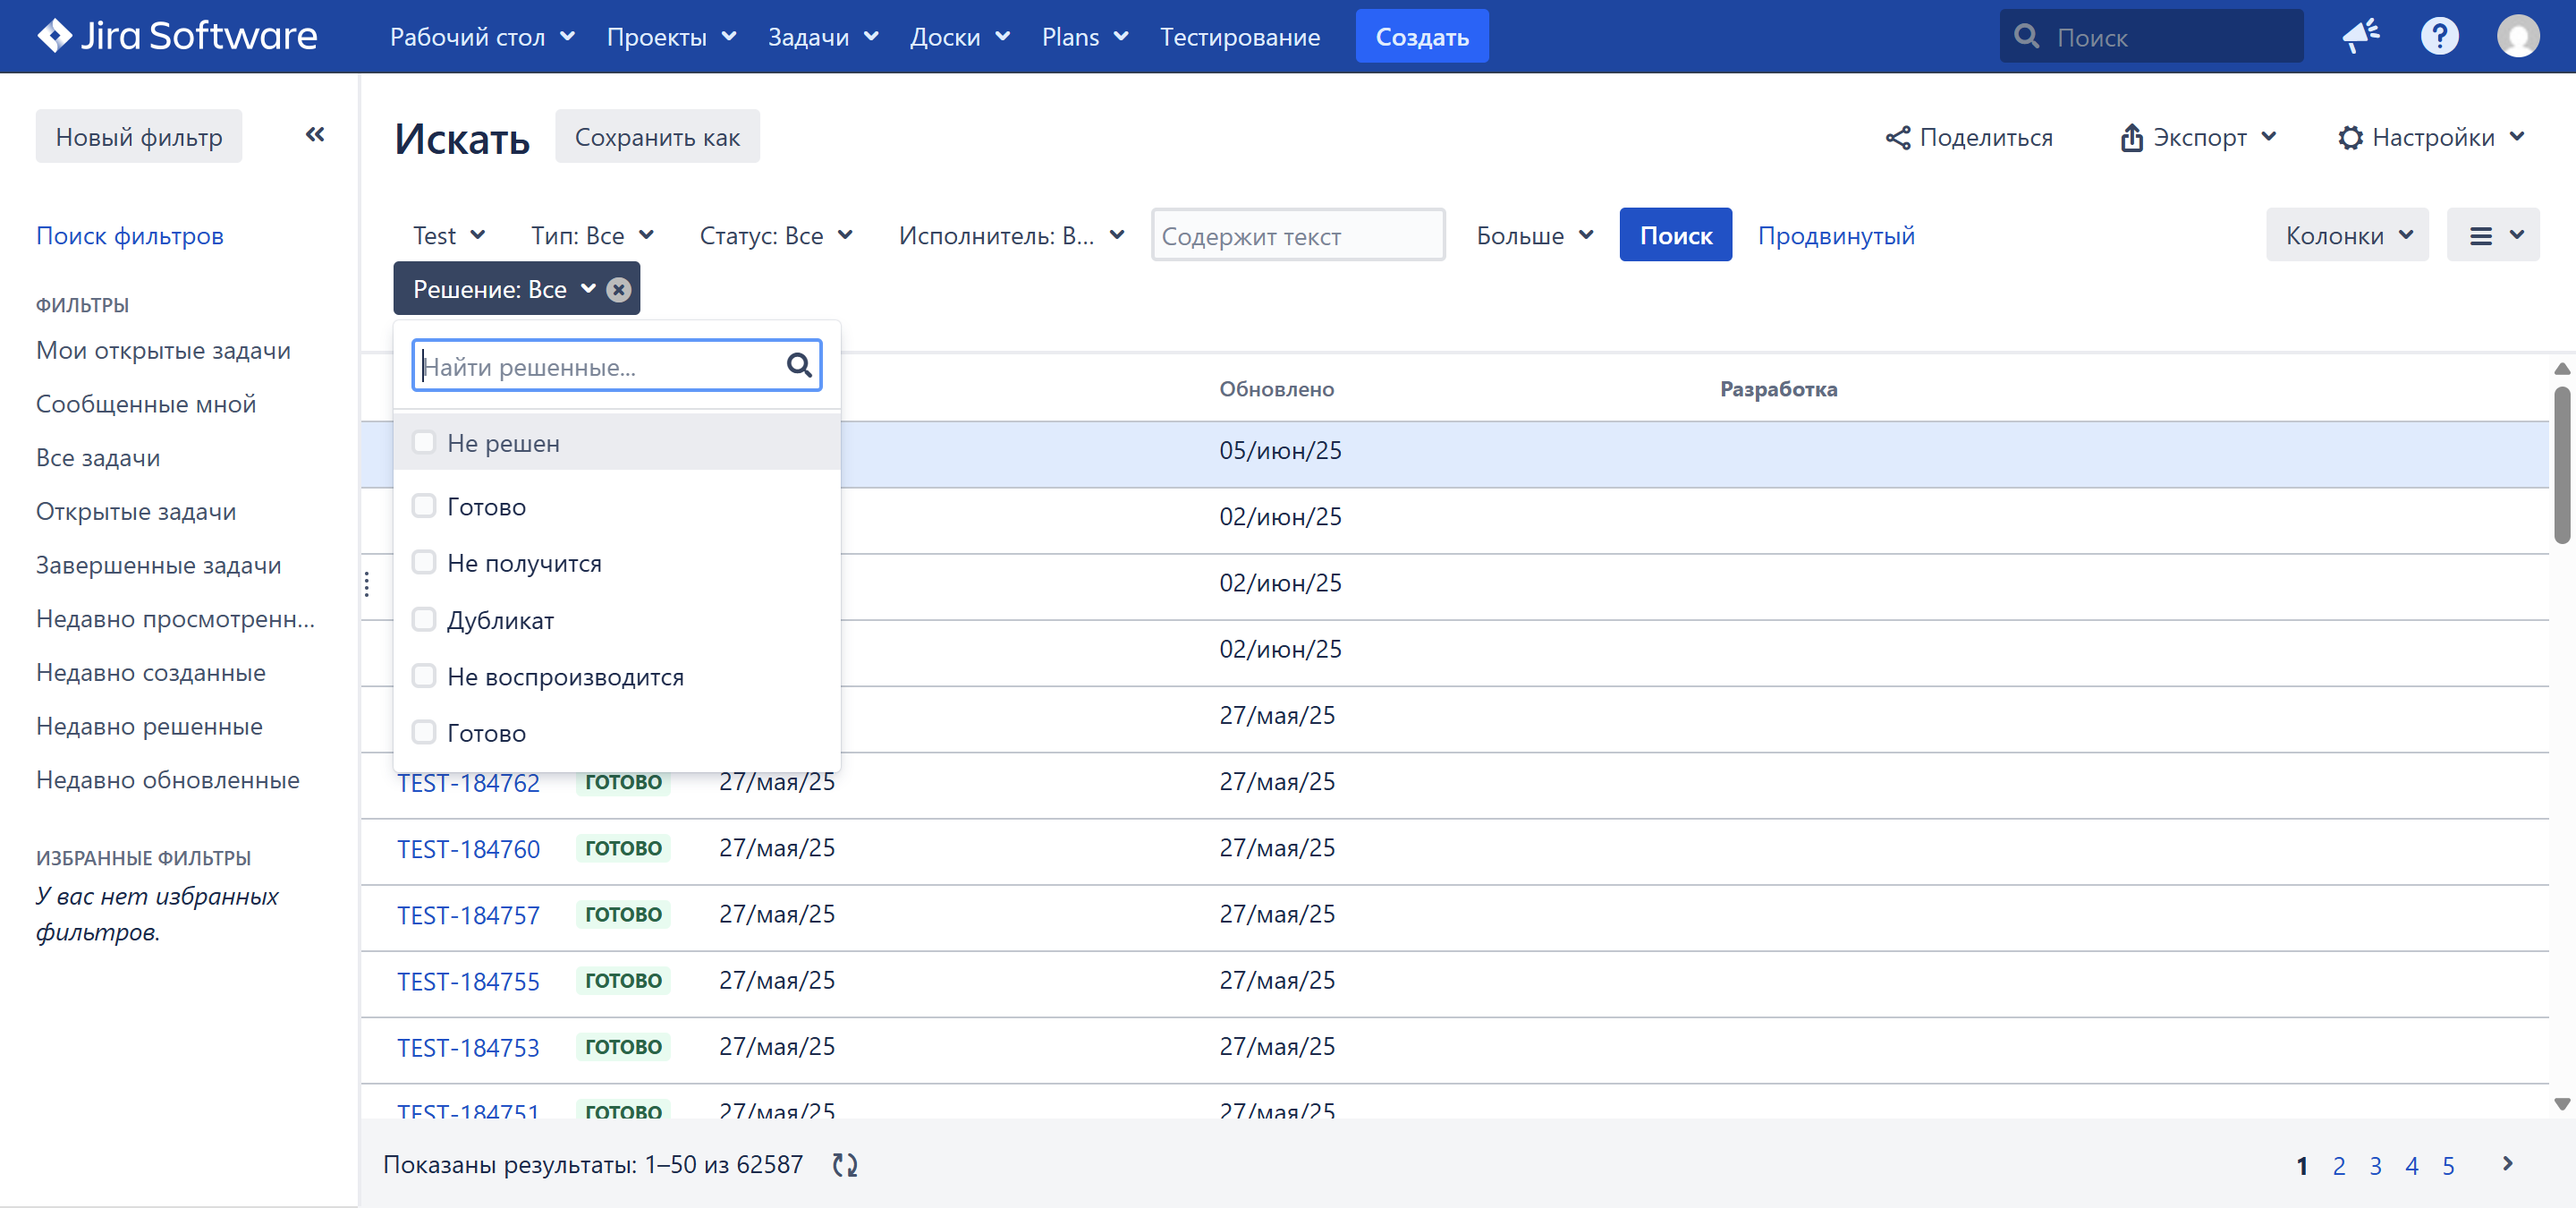 Jira Software
Рабочий стол Проекты Задачи Доски Plans Тестирование Создать Поиск
Новый фильтр
Поиск фильтров
ФИЛЬТРЫ
Мои открытые задачи
Сообщенные мной
Все задачи
Открытые задачи
Завершенные задачи
Недавно просмотренн...
Недавно созданные
Недавно решенные
Недавно обновленные
ИЗБРАННЫЕ ФИЛЬТРЫ
У вас нет избранных
фильтров.
Искать Сохранить как Поделиться Экспорт Настройки
Test Тип: Все Статус: Все Исполнитель: В... Содержит текст Больше Поиск Продвинутый Колонки
Решение: Все
Найти решенные...
Не решен
Готово
Не получится
Дубликат
Не воспроизводится
Готово
Обновлено Разработка
05/июн/25
02/июн/25
02/июн/25
02/июн/25
27/мая/25
TEST-184762 ГОТОВО 27/мая/25 27/мая/25
TEST-184760 ГОТОВО 27/мая/25 27/мая/25
TEST-184757 ГОТОВО 27/мая/25 27/мая/25
TEST-184755 ГОТОВО 27/мая/25 27/мая/25
TEST-184753 ГОТОВО 27/мая/25 27/мая/25
TEST-184751 ГОТОВО 27/мая/25 27/мая/25
Показаны результаты: 1–50 из 62587 1 2 3 4 5